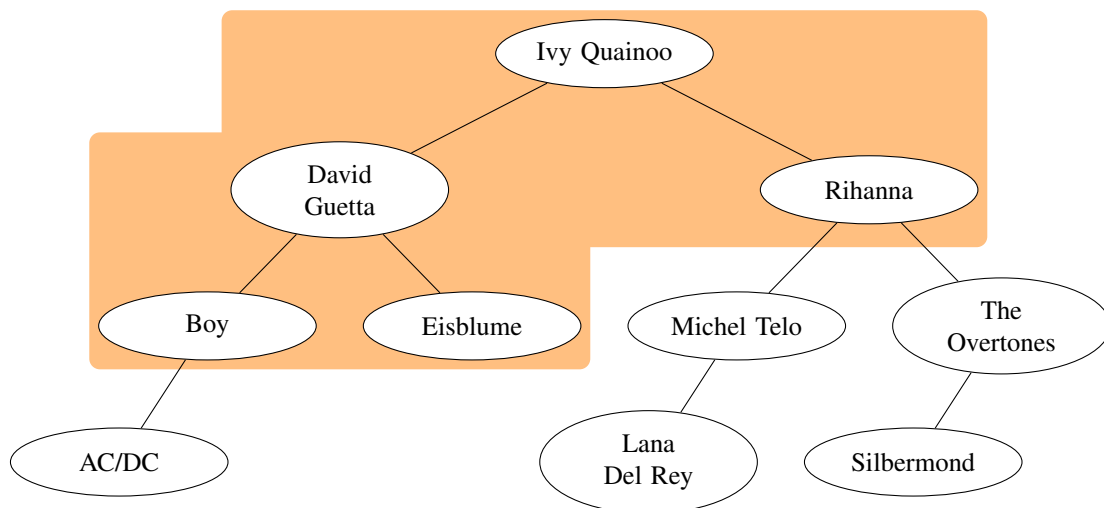 Ivy Quainoo
David
Guetta
Rihanna
Boy
Eisblume
Michel Telo
The
Overtones
AC/DC
Lana
Del Rey
Silbermond